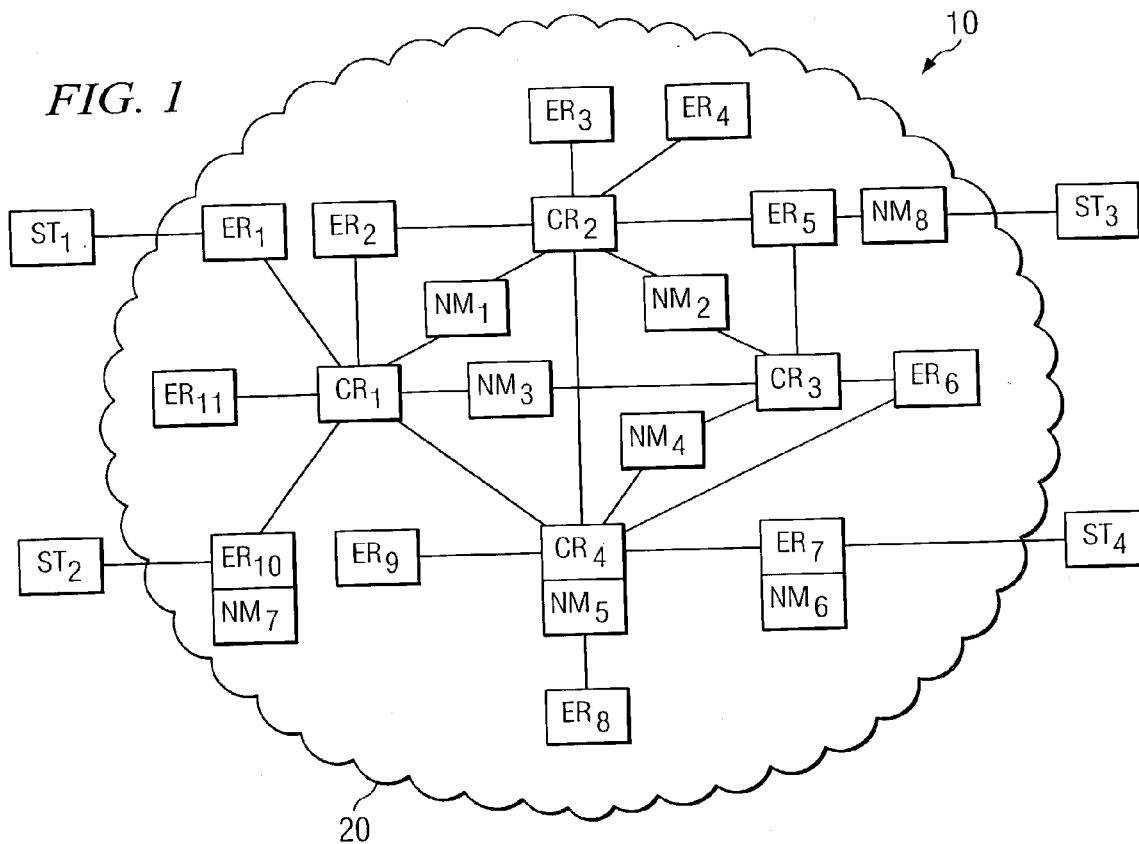 10
FIG. 1
ER3
ER4
ST1
ER1
ER2
CR2
ER5
NM8
ST3
NM1
NM2
ER11
CR1
NM3
CR3
ER6
NM4
ST2
ER10
ER9
CR4
ER7
ST4
NM7
NM5
NM6
ER8
20